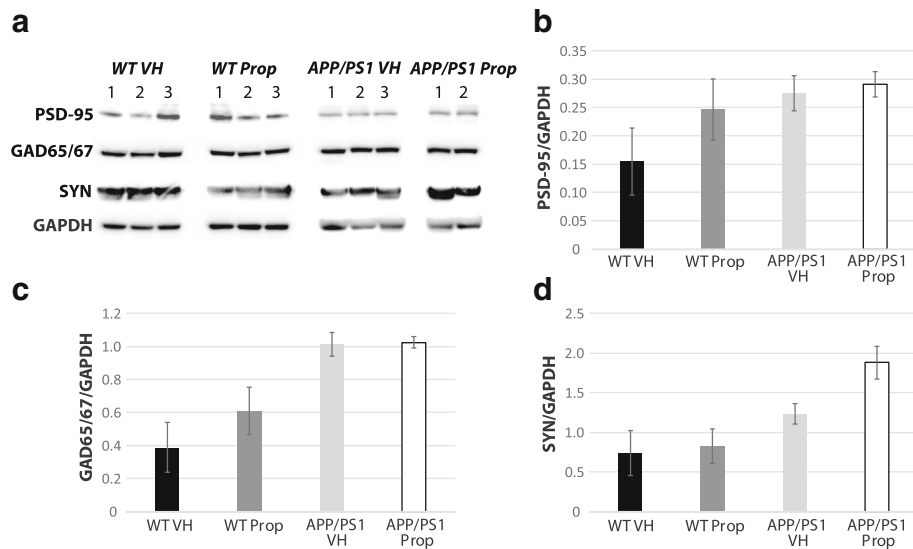 a
WT VH WT Prop APP/PS1 VH APP/PS1 Prop
1 2 3 1 2 3 1 2 3 1 2
PSD-95
GAD65/67
SYN
GAPDH
b
PSD-95/GAPDH
0.35
0.30
0.25
0.20
0.15
0.10
0.05
0
WT VH WT Prop APP/PS1 VH APP/PS1 Prop
c
GAD65/67/GAPDH
1.2
1.0
0.8
0.6
0.4
0.2
0
WT VH WT Prop APP/PS1 VH APP/PS1 Prop
d
SYN/GAPDH
2.5
2.0
1.5
1.0
0.5
0
WT VH WT Prop APP/PS1 VH APP/PS1 Prop